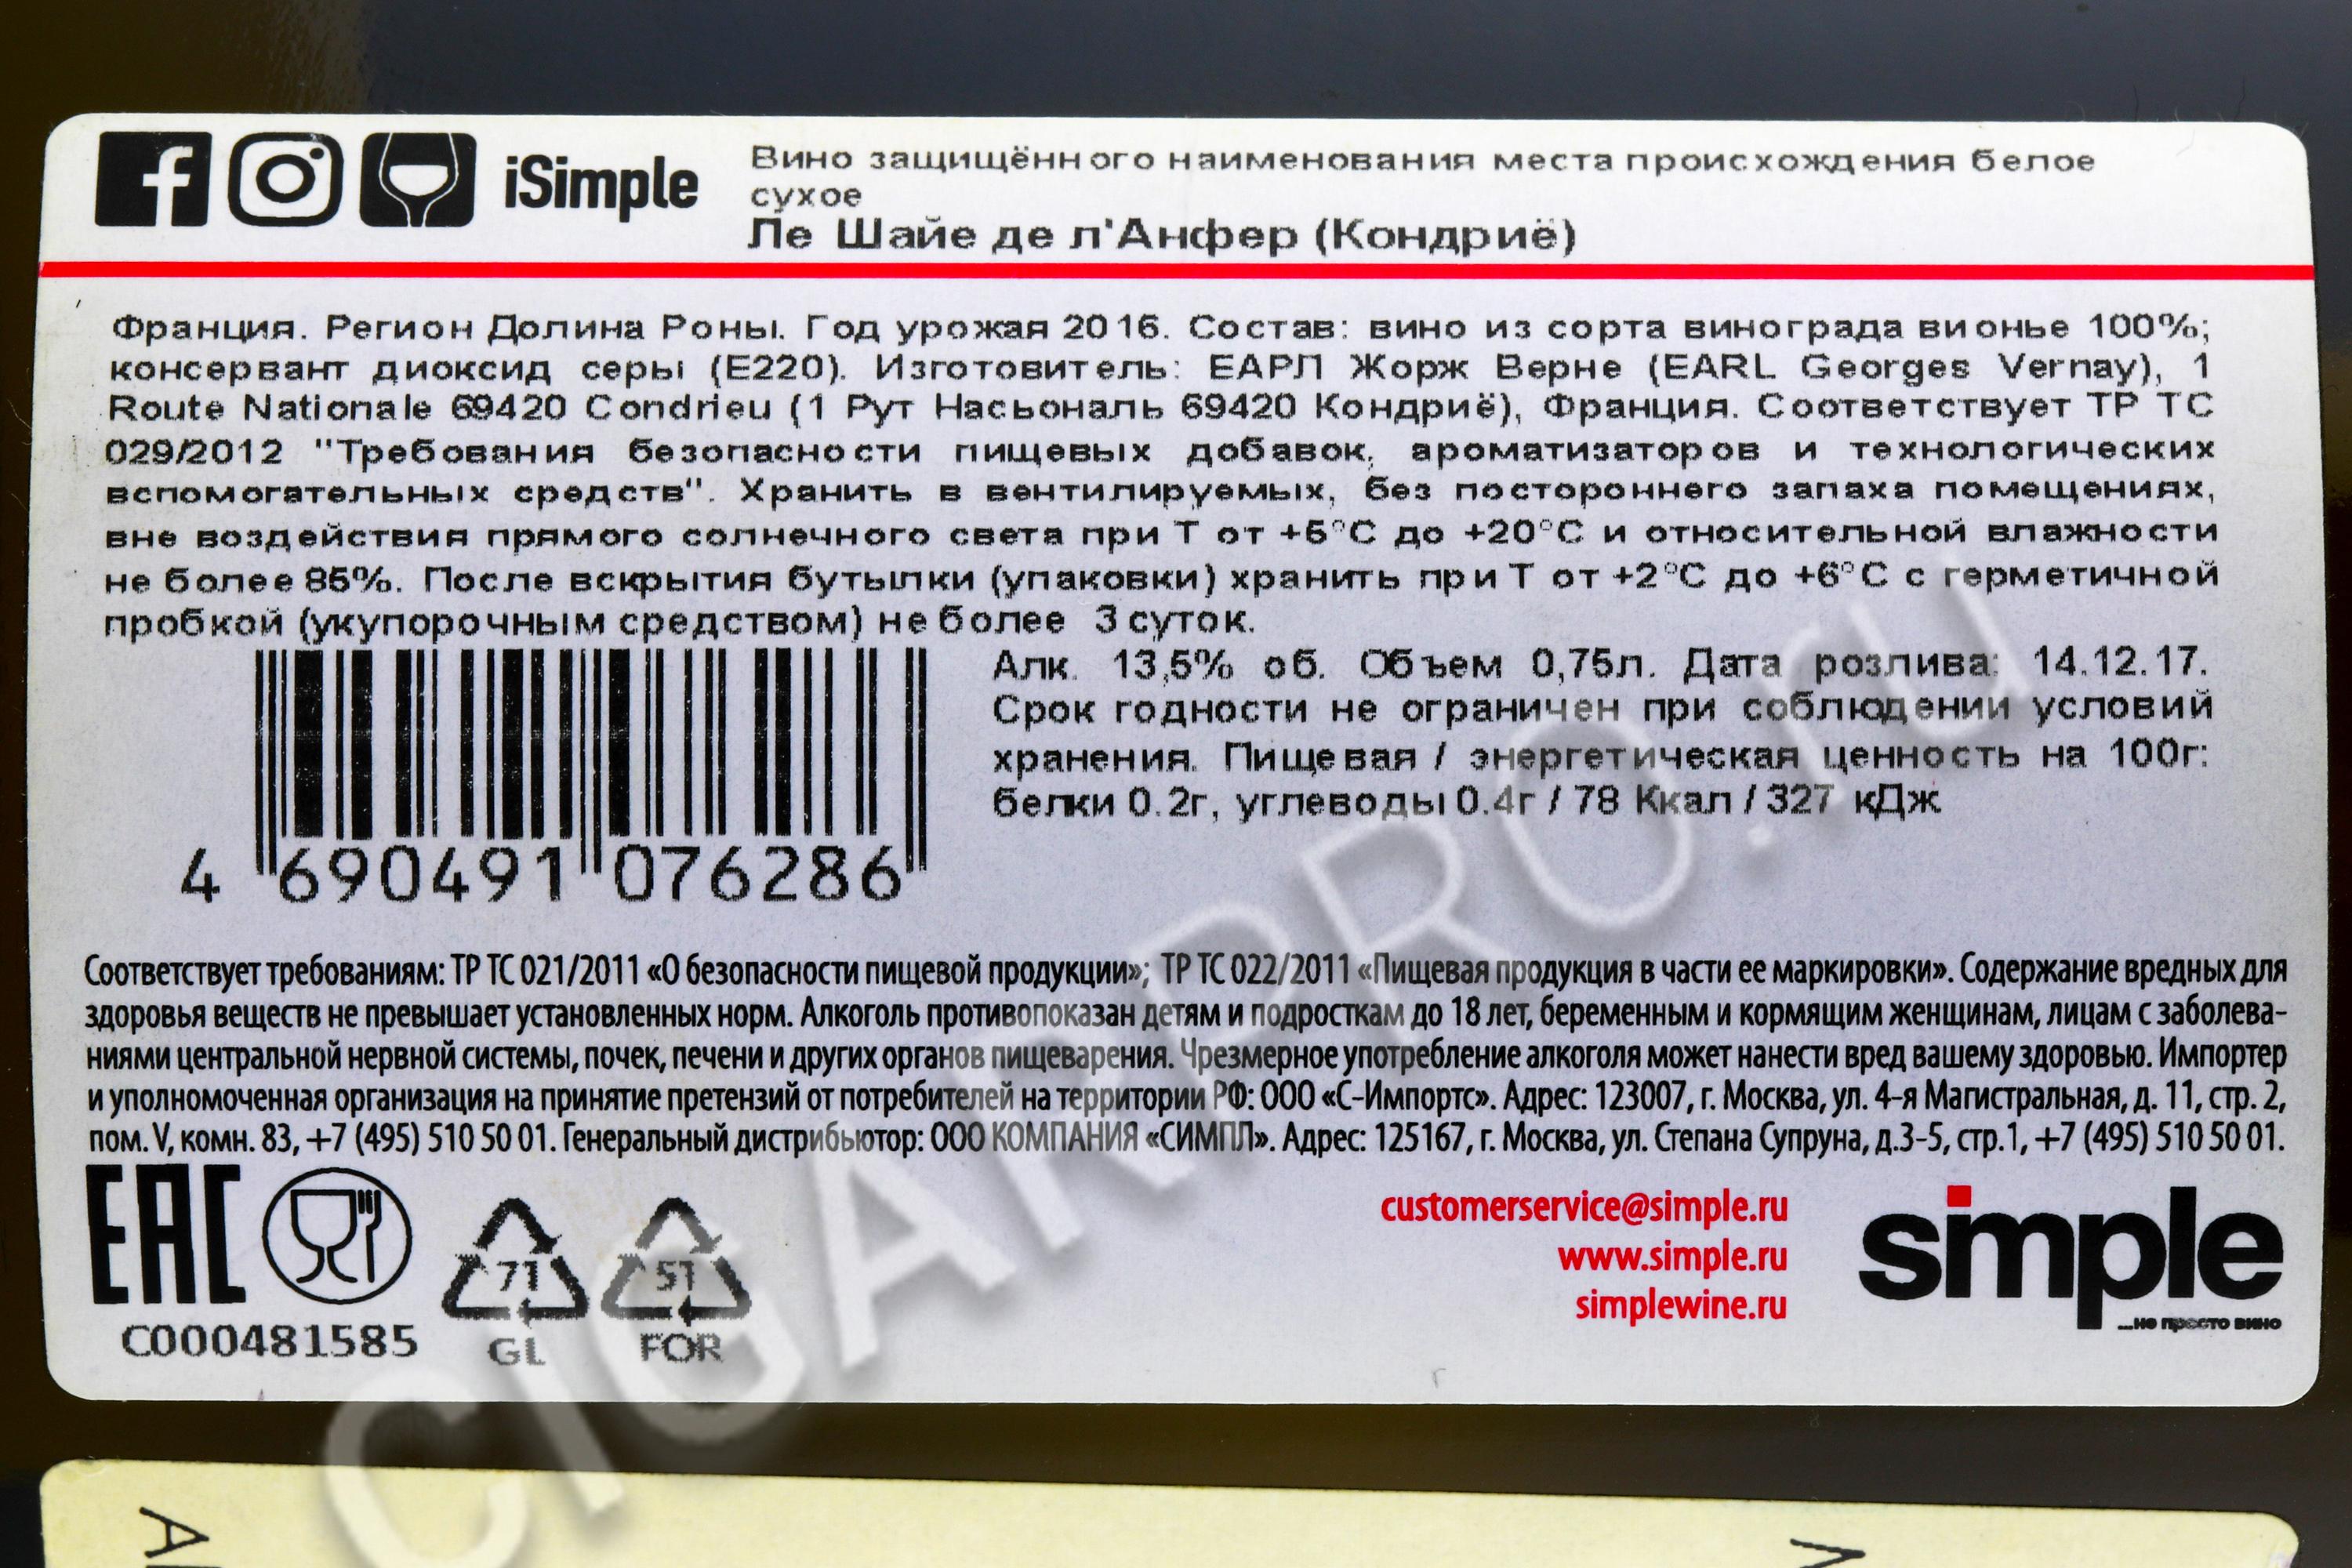 iSimple
Вино защищённого наименования места происхождения белое
сухое
Ле Шайе де л'Анфер (Кондриё)
Франция. Регион Долина Роны. Год урожая 2016. Состав: вино из сорта винограда вионье 100%;
консервант диоксид серы (Е220). Изготовитель: ЕАРЛ Жорж Верне (EARL Georges Vernay), 1
Route Nationale 69420 Condrieu (1 Рут Насьональ 69420 Кондриё), Франция. Соответствует ТР ТС
029/2012 "Требования безопасности пищевых добавок, ароматизаторов и технологических
вспомогательных средств". Хранить в вентилируемых, без постороннего запаха помещениях,
вне воздействия прямого солнечного света при Т от +5°С до +20°С и относительной влажности
не более 85%. После вскрытия бутылки (упаковки) хранить при Т от +2°С до +6°С с герметичной
пробкой (укупорочным средством) не более 3 суток.
Алк. 13,5% об. Объем 0,75л. Дата розлива: 14.12.17.
Срок годности не ограничен при соблюдении условий
хранения. Пищевая / энергетическая ценность на 100г:
белки 0.2г, углеводы 0.4г / 78 Ккал / 327 кДж
4 690491 076286
Соответствует требованиям: ТР ТС 021/2011 «О безопасности пищевой продукции»; ТР ТС 022/2011 «Пищевая продукция в части ее маркировки». Содержание вредных для
здоровья веществ не превышает установленных норм. Алкоголь противопоказан детям и подросткам до 18 лет, беременным и кормящим женщинам, лицам с заболева-
ниями центральной нервной системы, почек, печени и других органов пищеварения. Чрезмерное употребление алкоголя может нанести вред вашему здоровью. Импортер
и уполномоченная организация на принятие претензий от потребителей на территории РФ: ООО «С-Импортс». Адрес: 123007, г. Москва, ул. 4-я Магистральная, д. 11, стр. 2,
пом. V, комн. 83, +7 (495) 510 50 01. Генеральный дистрибьютор: ООО КОМПАНИЯ «СИМПЛ». Адрес: 125167, г. Москва, ул. Степана Супруна, д.3-5, стр.1, +7 (495) 510 50 01.
EAC
C000481585
71
GL
51
FOR
customerservice@simple.ru
www.simple.ru
simplewine.ru
simple
...не просто вино
CIGARPRO.ru